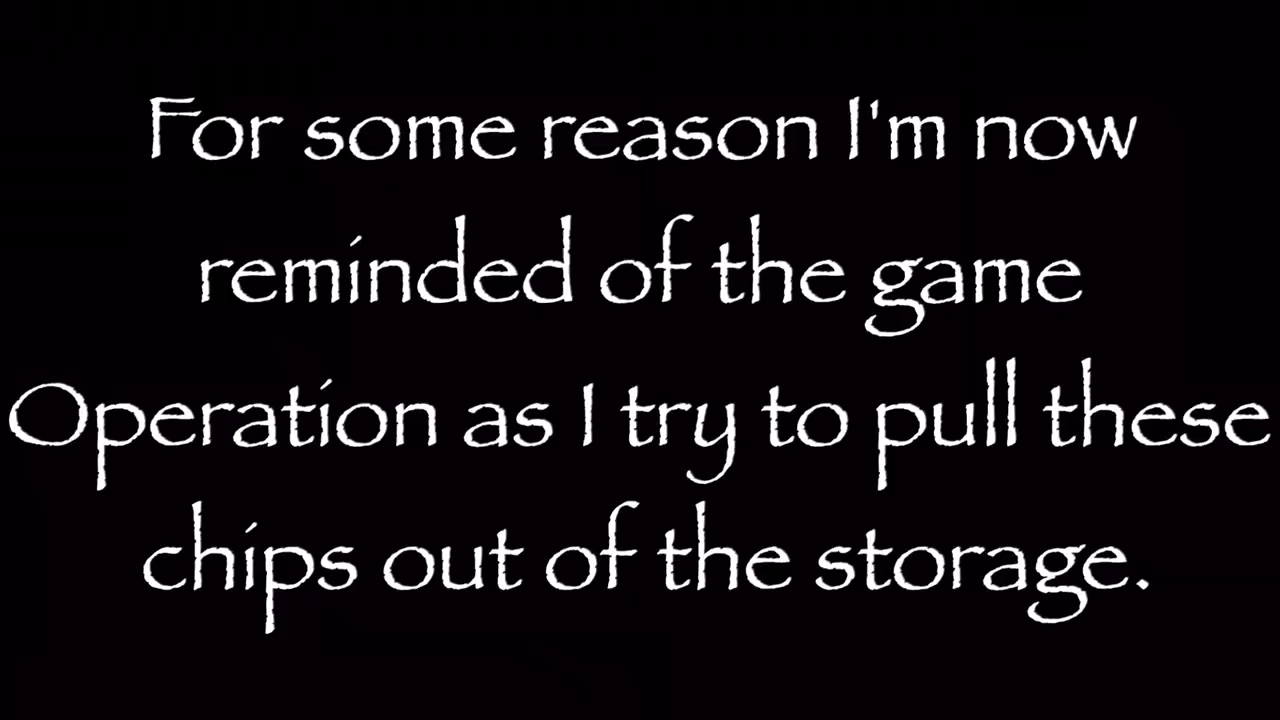 For some reason I'm now
reminded of the game
Operation as I try to pull these
chips out of the storage.